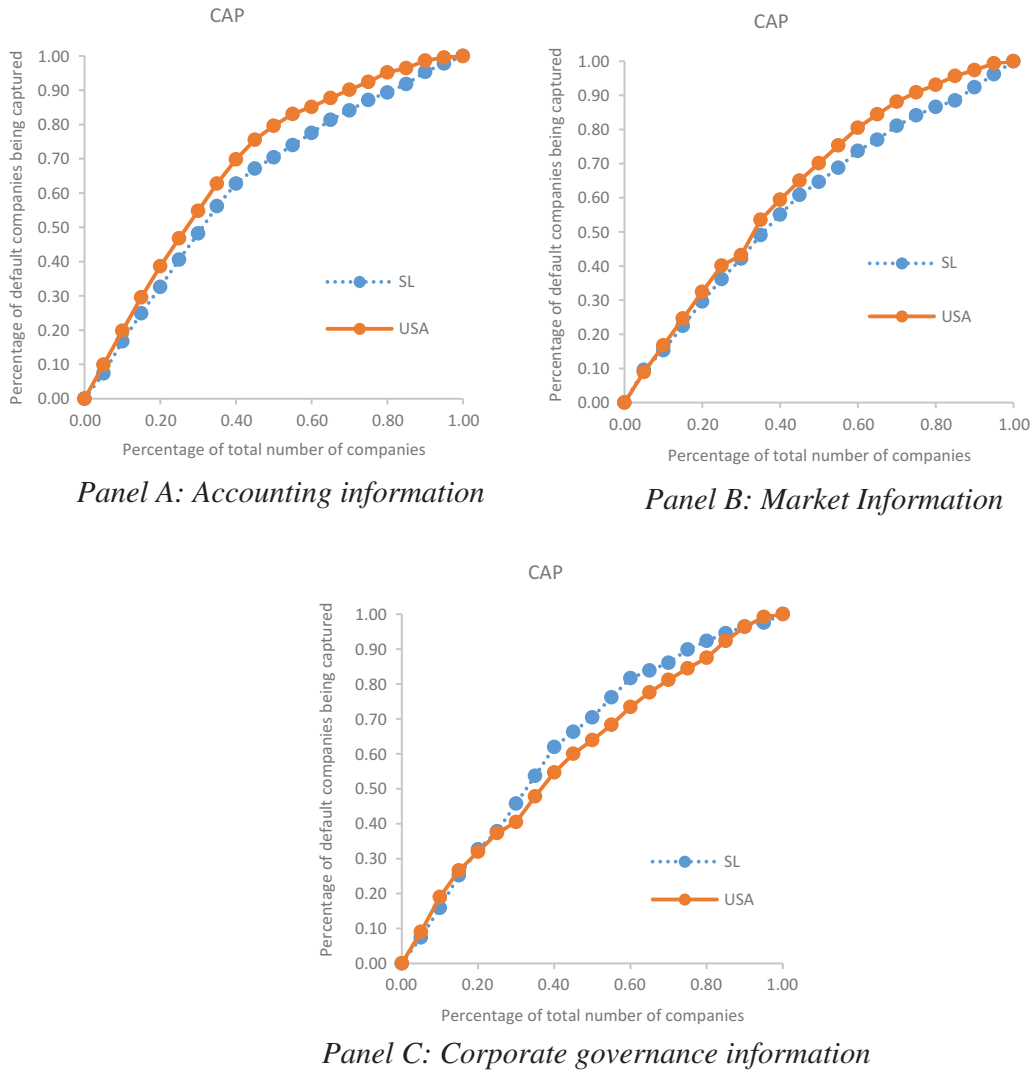 CAP
Percentage of default companies being captured
1.00
0.90
0.80
0.70
0.60
0.50
0.40
0.30
0.20
0.10
0.00
SL
USA
0.00 0.20 0.40 0.60 0.80 1.00
Percentage of total number of companies
Panel A: Accounting information
CAP
Percentage of default companies being captured
1.00
0.90
0.80
0.70
0.60
0.50
0.40
0.30
0.20
0.10
0.00
SL
USA
0.00 0.20 0.40 0.60 0.80 1.00
Percentage of total number of companies
Panel B: Market Information
CAP
Percentage of default companies being captured
1.00
0.90
0.80
0.70
0.60
0.50
0.40
0.30
0.20
0.10
0.00
SL
USA
0.00 0.20 0.40 0.60 0.80 1.00
Percentage of total number of companies
Panel C: Corporate governance information